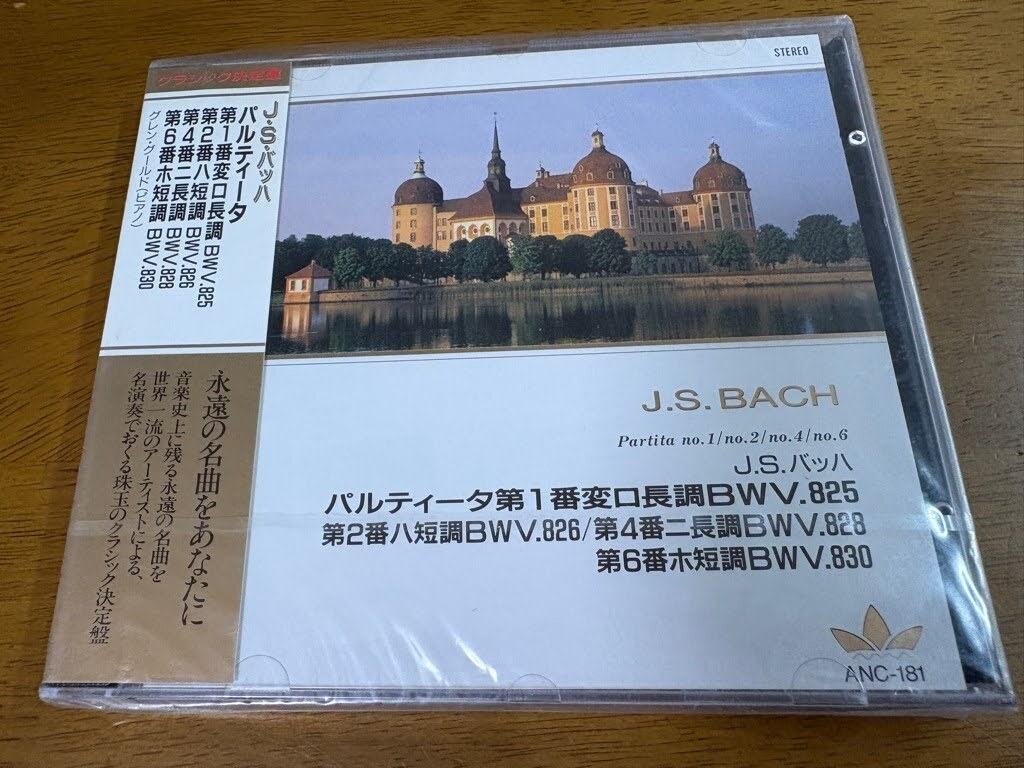 クラシック決定盤
J・S・バッハ
パルティータ
第1番変ロ長調 BWV.825
第2番ハ短調 BWV.826
第4番ニ長調 BWV.828
第6番ホ短調 BWV.830
グレン・グールド(ピアノ)
永遠の名曲をあなたに
音楽史上に残る永遠の名曲を
世界一流のアーティストによる、
名演奏でおくる珠玉のクラシック決定盤
STEREO
J.S.BACH
Partita no.1/no.2/no.4/no.6
J.S.バッハ
パルティータ第1番変ロ長調BWV.825
第2番ハ短調BWV.826/第4番ニ長調BWV.828
第6番ホ短調BWV.830
ANC-181